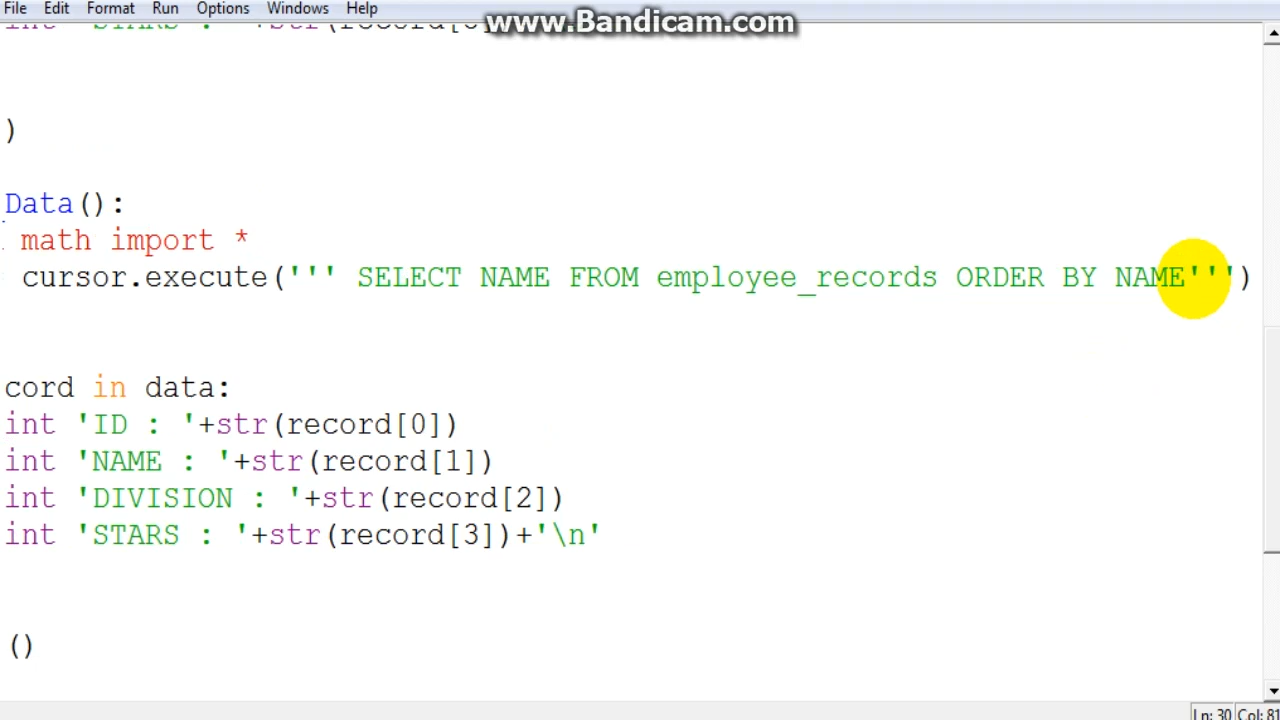 File Edit Format Run Options Windows Help
www.Bandicam.com
)
Data():
math import *
cursor.execute(''' SELECT NAME FROM employee_records ORDER BY NAME''')
cord in data:
int 'ID : '+str(record[0])
int 'NAME : '+str(record[1])
int 'DIVISION : '+str(record[2])
int 'STARS : '+str(record[3])+'\n'
()
Ln: 30 Col: 81